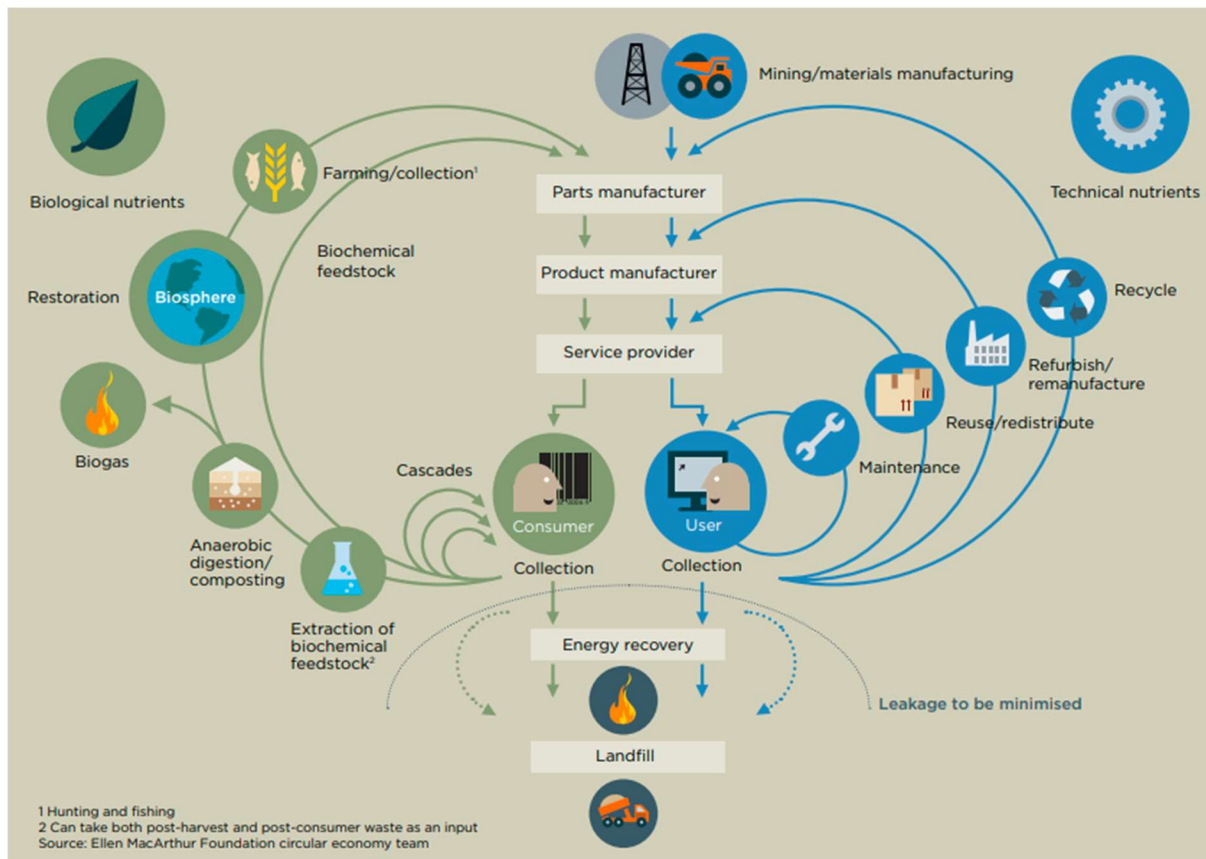 Mining/materials manufacturing
Biological nutrients
Farming/collection¹
Parts manufacturer
Technical nutrients
Biochemical
feedstock
Product manufacturer
Restoration
Biosphere
Recycle
Service provider
Refurbish/
remanufacture
Reuse/redistribute
Biogas
Cascades
Maintenance
Consumer
User
Anaerobic
digestion/
composting
Collection
Collection
Extraction of
biochemical
feedstock²
Energy recovery
Leakage to be minimised
Landfill
1 Hunting and fishing
2 Can take both post-harvest and post-consumer waste as an input
Source: Ellen MacArthur Foundation circular economy team